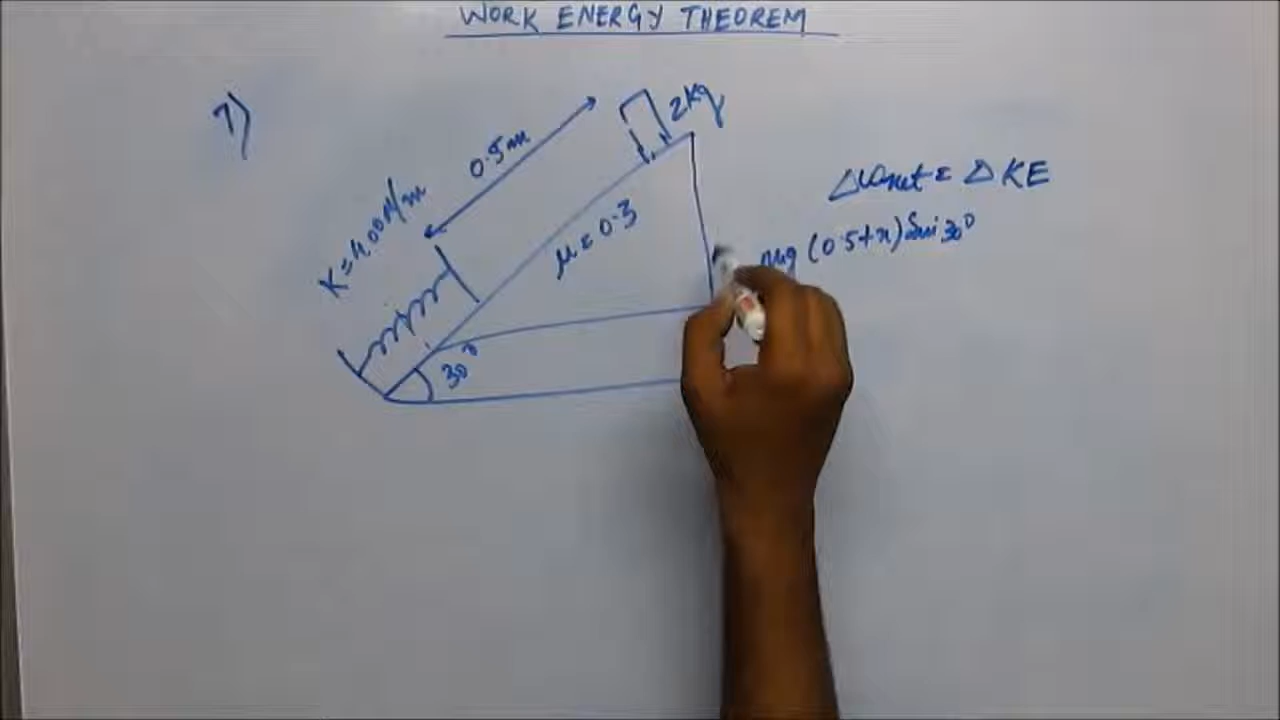 WORK ENERGY THEOREM
7)
2Kg
0.5m
K=400N/m
μ = 0.3
30°
ΔWnet = ΔKE
mg (0.5+x) Sin 30°